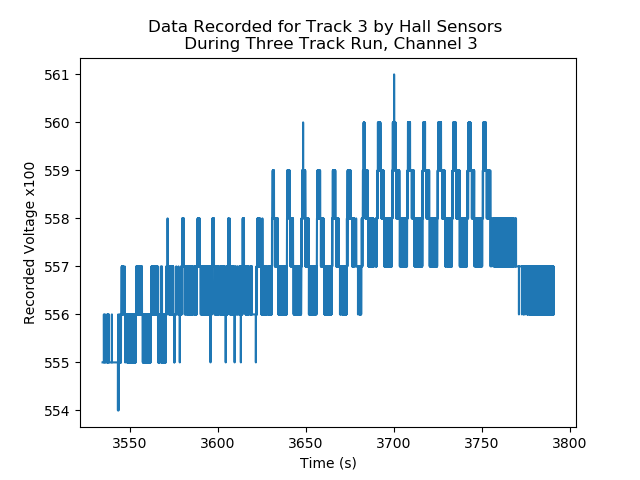 Data Recorded for Track 3 by Hall Sensors
During Three Track Run, Channel 3
561
560
559
558
557
556
555
554
Recorded Voltage x100
3550 3600 3650 3700 3750 3800
Time (s)